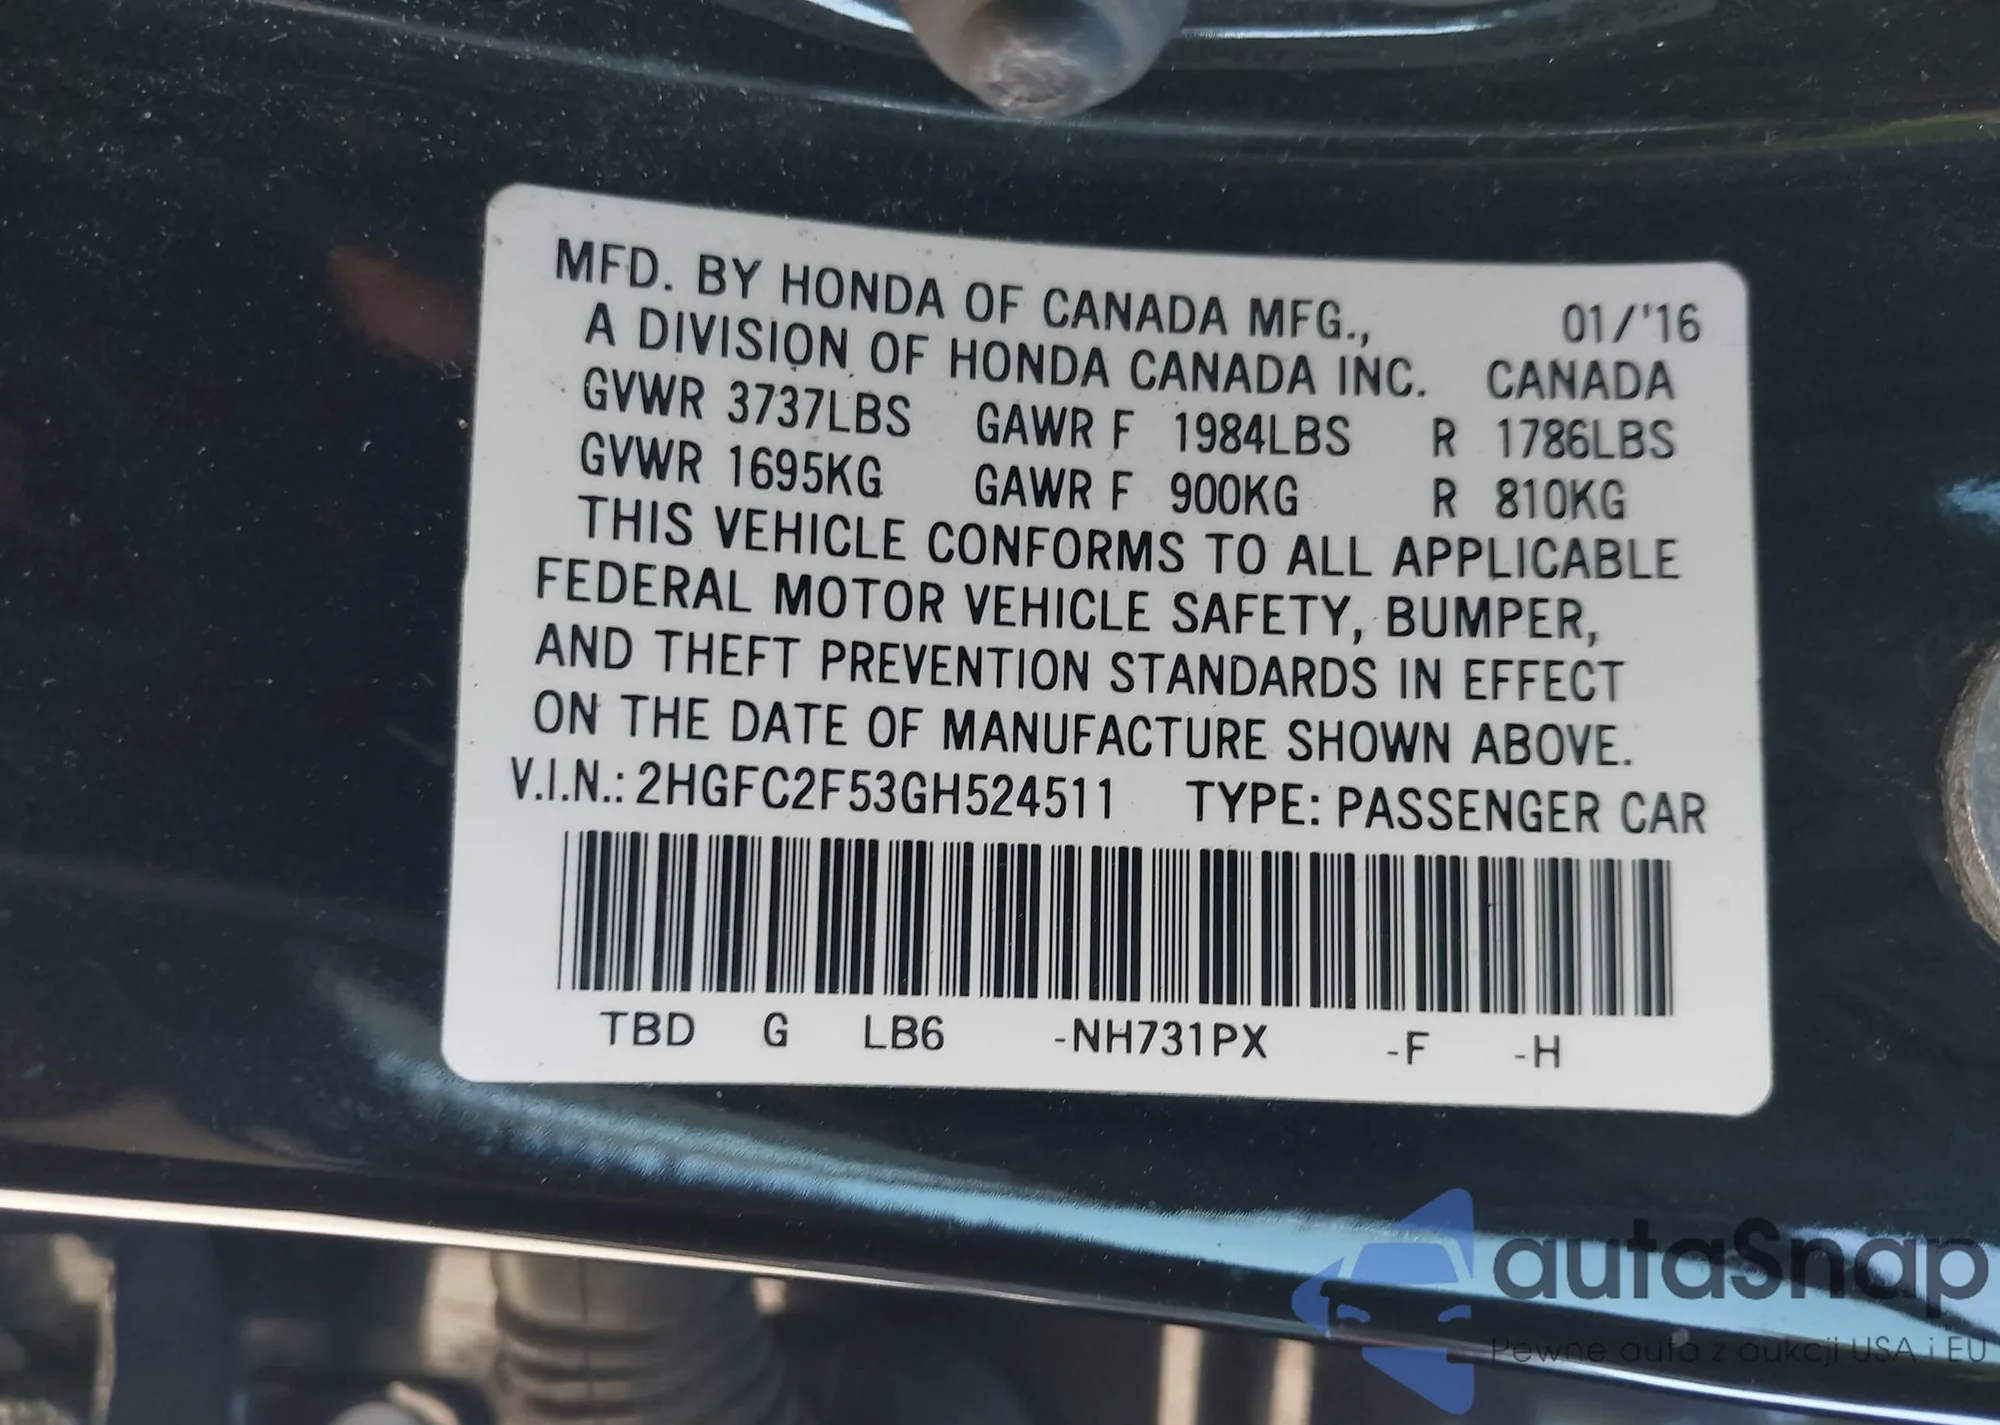 MFD. BY HONDA OF CANADA MFG., 01/'16
A DIVISION OF HONDA CANADA INC. CANADA
GVWR 3737LBS GAWR F 1984LBS R 1786LBS
GVWR 1695KG GAWR F 900KG R 810KG
THIS VEHICLE CONFORMS TO ALL APPLICABLE
FEDERAL MOTOR VEHICLE SAFETY, BUMPER,
AND THEFT PREVENTION STANDARDS IN EFFECT
ON THE DATE OF MANUFACTURE SHOWN ABOVE.
V.I.N.: 2HGFC2F53GH524511 TYPE: PASSENGER CAR
TBD G LB6 -NH731PX -F -H
autaSnap
Pewne auta z aukcji USA i EU